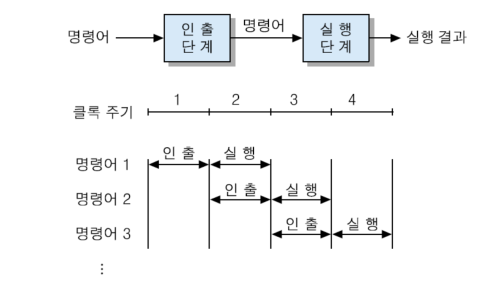 명령어 인 출 단 계 명령어 실 행 단 계 실행 결과
클록 주기 1 2 3 4
명령어 1 인 출 실 행
명령어 2 인 출 실 행
명령어 3 인 출 실 행
⋮